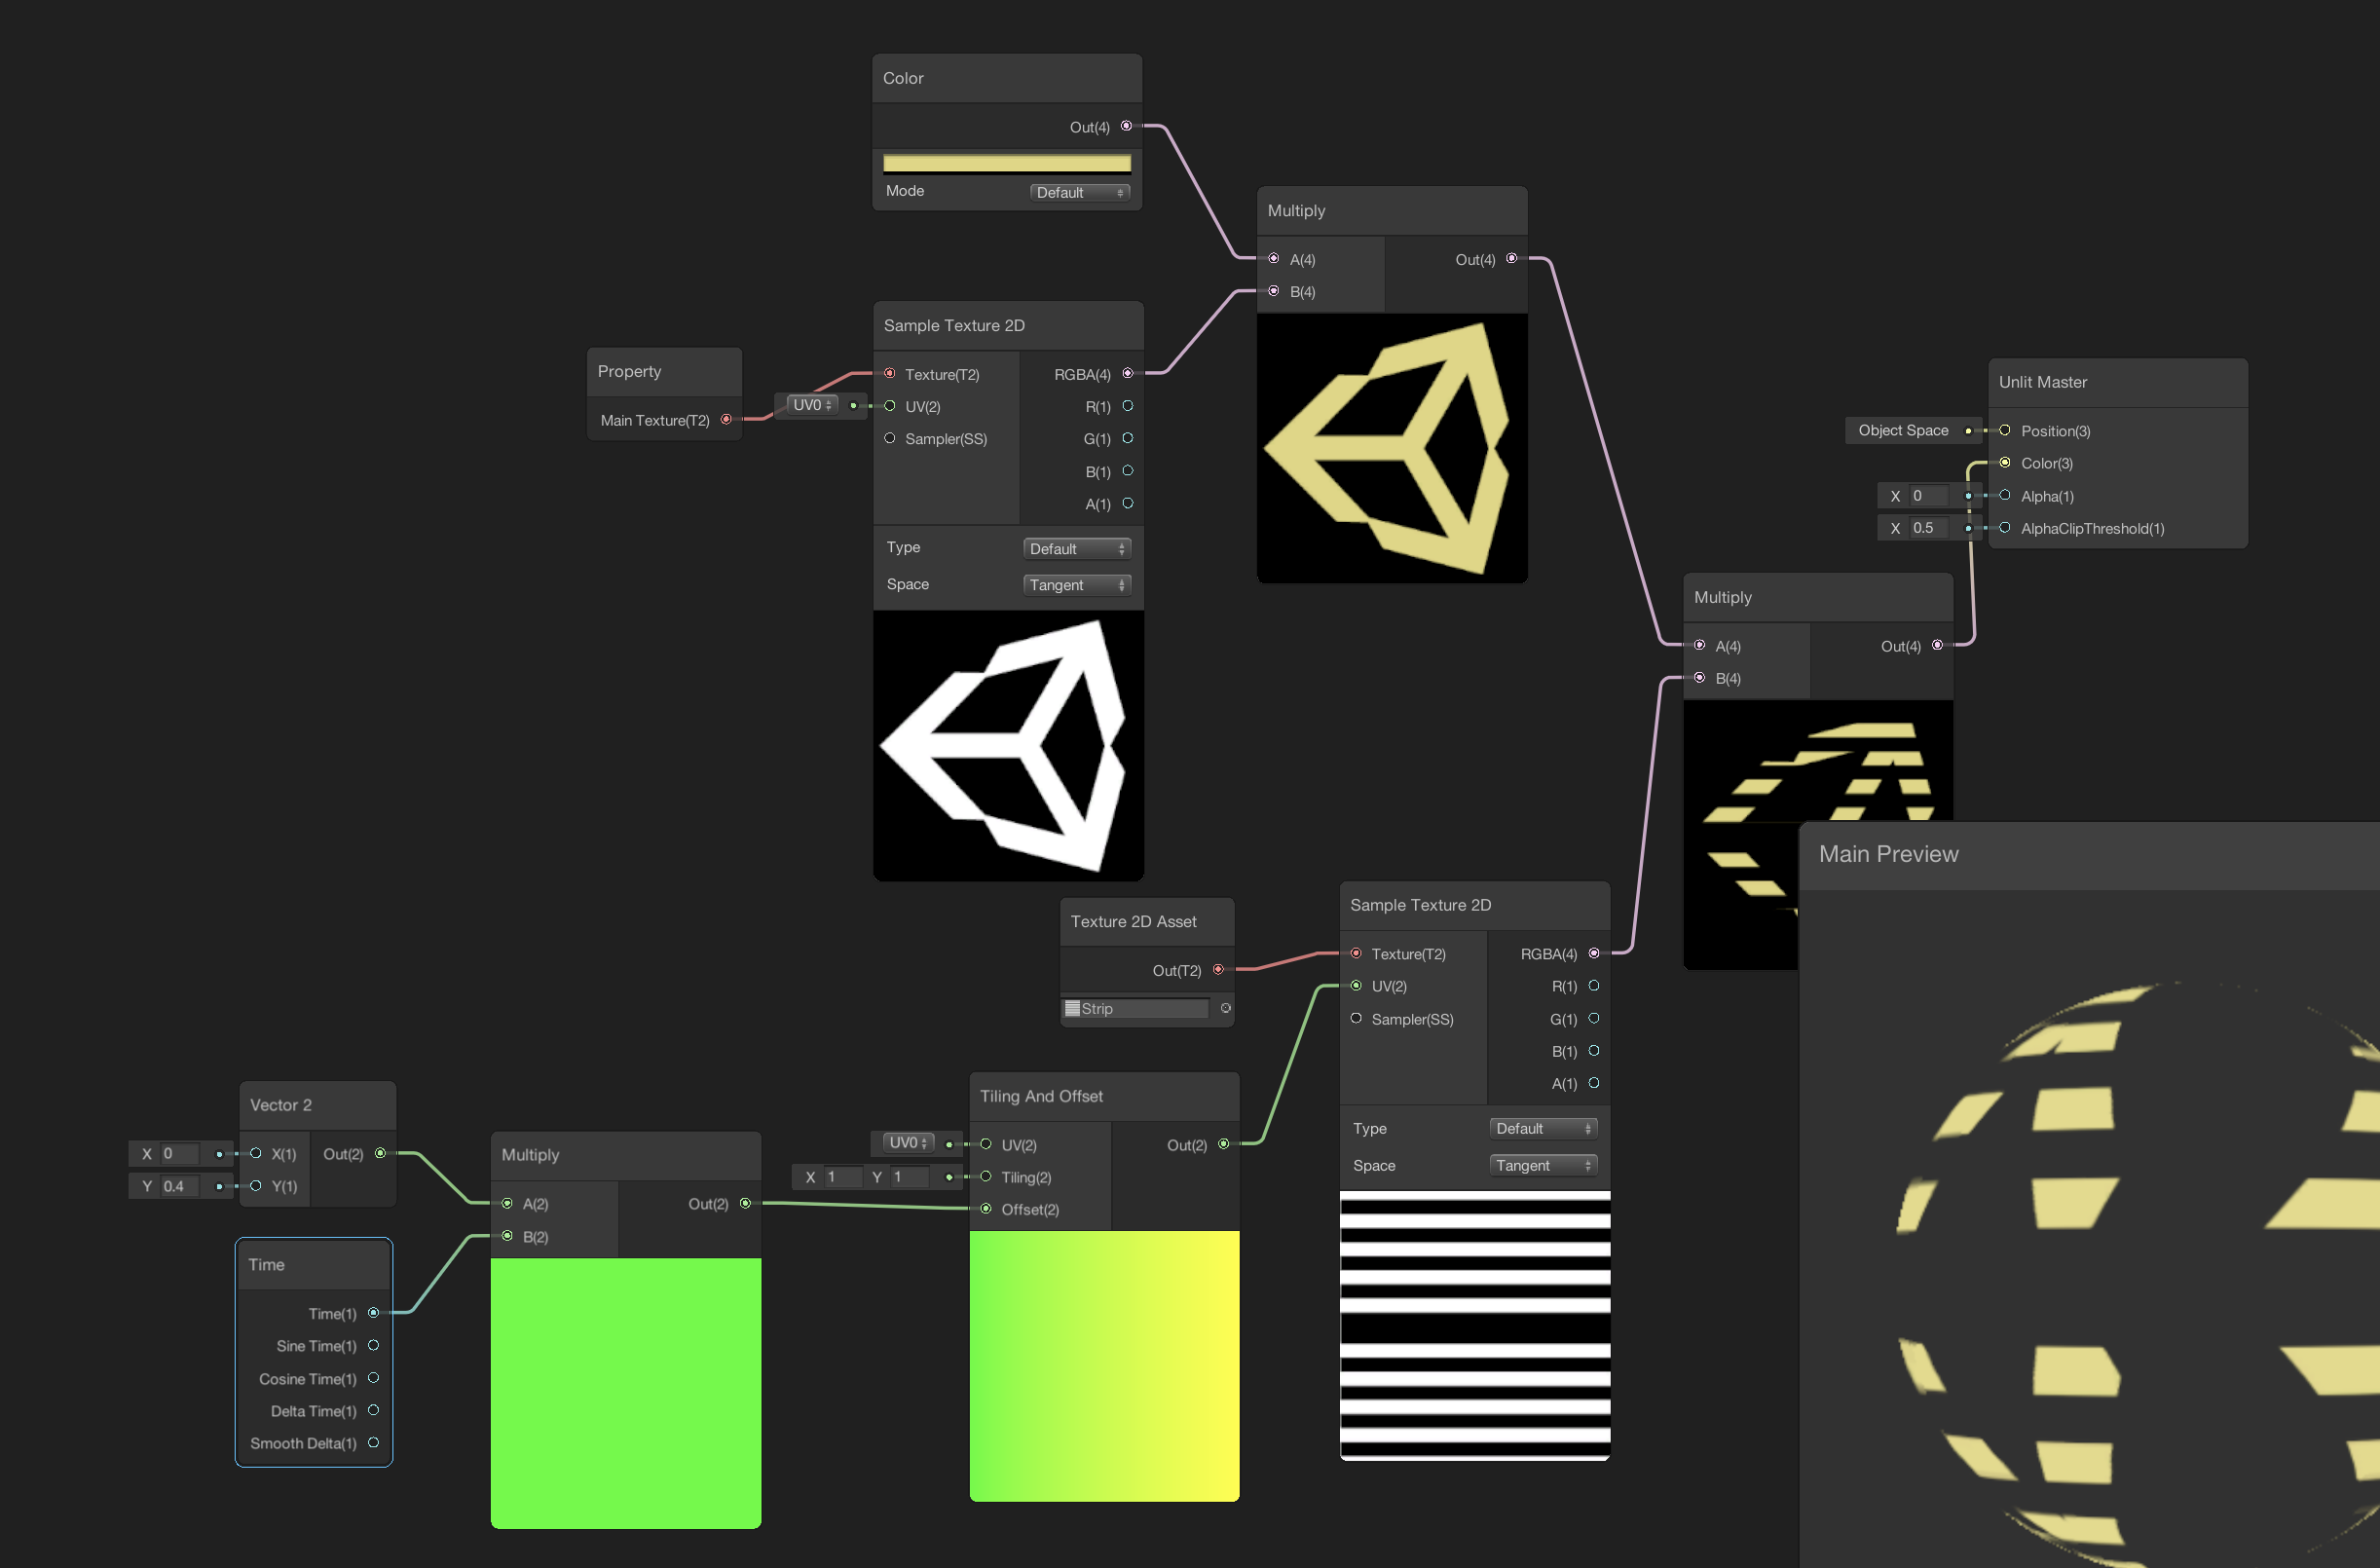 Color
Out(4)
Mode
Default
Multiply
A(4)
Out(4)
B(4)
Sample Texture 2D
Texture(T2)
RGBA(4)
UV0
UV(2)
R(1)
Sampler(SS)
G(1)
B(1)
A(1)
Type
Default
Space
Tangent
Property
Main Texture(T2)
Unlit Master
Object Space
Position(3)
Color(3)
X 0
Alpha(1)
X 0.5
AlphaClipThreshold(1)
Multiply
A(4)
Out(4)
B(4)
Main Preview
Texture 2D Asset
Out(T2)
Strip
Sample Texture 2D
Texture(T2)
RGBA(4)
UV(2)
R(1)
Sampler(SS)
G(1)
B(1)
A(1)
Type
Default
Space
Tangent
Vector 2
X 0
X(1)
Out(2)
Y 0.4
Y(1)
Multiply
A(2)
Out(2)
B(2)
Tiling And Offset
UV0
UV(2)
Out(2)
X 1 Y 1
Tiling(2)
Offset(2)
Time
Time(1)
Sine Time(1)
Cosine Time(1)
Delta Time(1)
Smooth Delta(1)